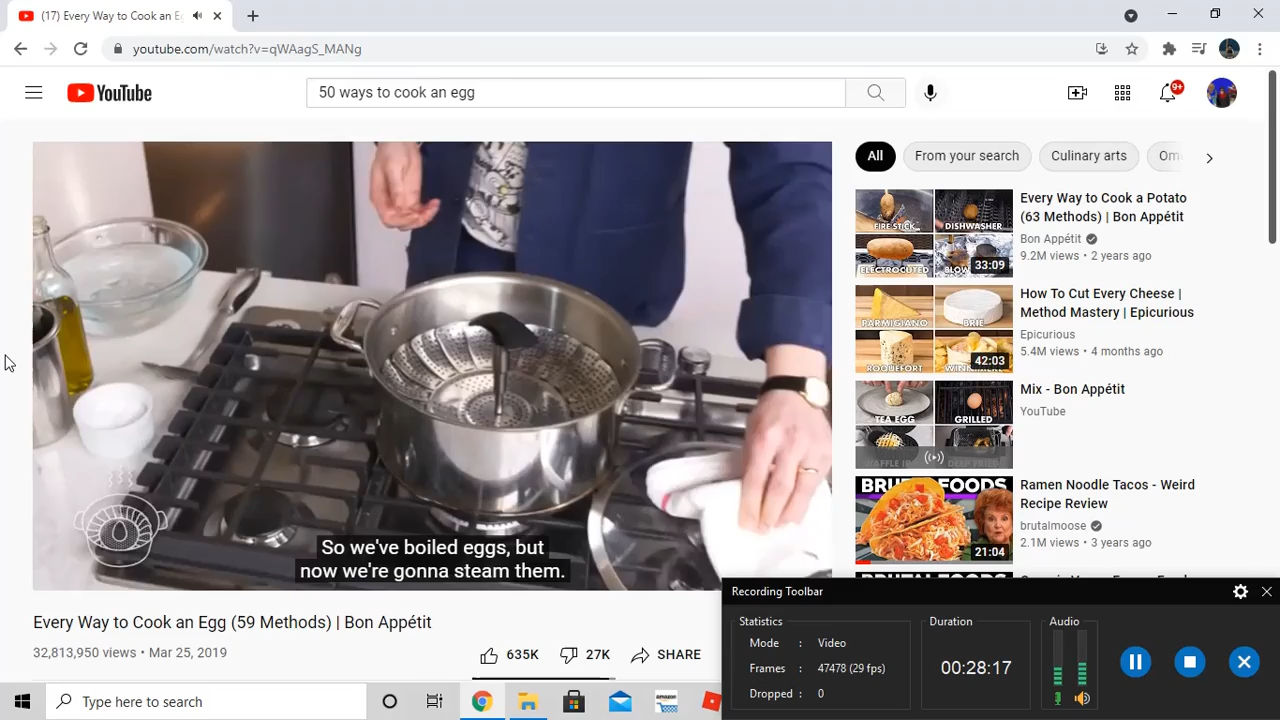 (17) Every Way to Cook an Eg
youtube.com/watch?v=qWAagS_MANg
YouTube
50 ways to cook an egg
9+
All
From your search
Culinary arts
Om
So we've boiled eggs, but
now we're gonna steam them.
Every Way to Cook an Egg (59 Methods) | Bon Appétit
32,813,950 views • Mar 25, 2019
635K
27K
SHARE
FIRE STICK
DISHWASHER
ELECTROCUTED
BLOW
33:09
Every Way to Cook a Potato
(63 Methods) | Bon Appétit
Bon Appétit
9.2M views • 2 years ago
PARMIGIANO
BRIE
ROQUEFORT
42:03
How To Cut Every Cheese |
Method Mastery | Epicurious
Epicurious
5.4M views • 4 months ago
TEA EGG
GRILLED
WAFFLE
DEEP FRIED
Mix - Bon Appétit
YouTube
BRUTALFOODS
21:04
Ramen Noodle Tacos - Weird
Recipe Review
brutalmoose
2.1M views • 3 years ago
Recording Toolbar
Statistics
Mode : Video
Frames : 47478 (29 fps)
Dropped : 0
Duration
00:28:17
Audio
Type here to search
amazon